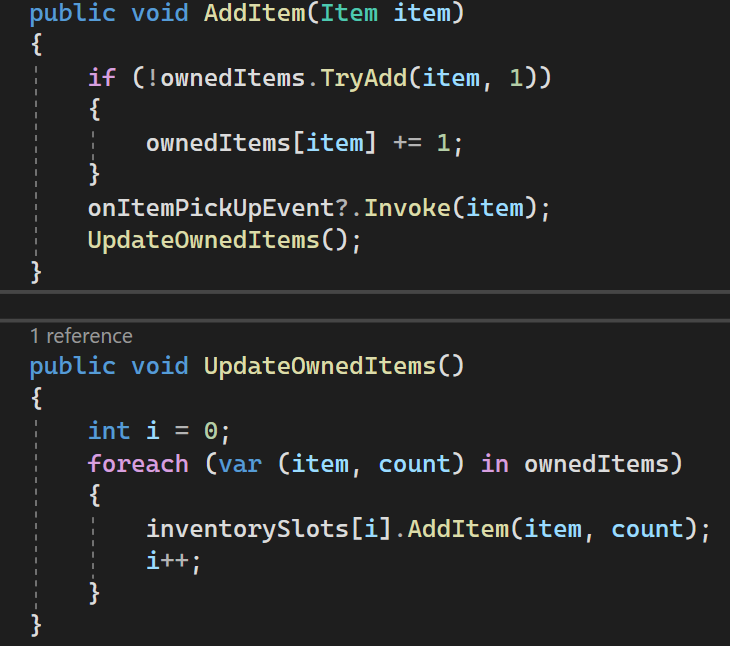 public void AddItem(Item item)
{
if (!ownedItems.TryAdd(item, 1))
{
ownedItems[item] += 1;
}
onItemPickUpEvent?.Invoke(item);
UpdateOwnedItems();
}
1 reference
public void UpdateOwnedItems()
{
int i = 0;
foreach (var (item, count) in ownedItems)
{
inventorySlots[i].AddItem(item, count);
i++;
}
}